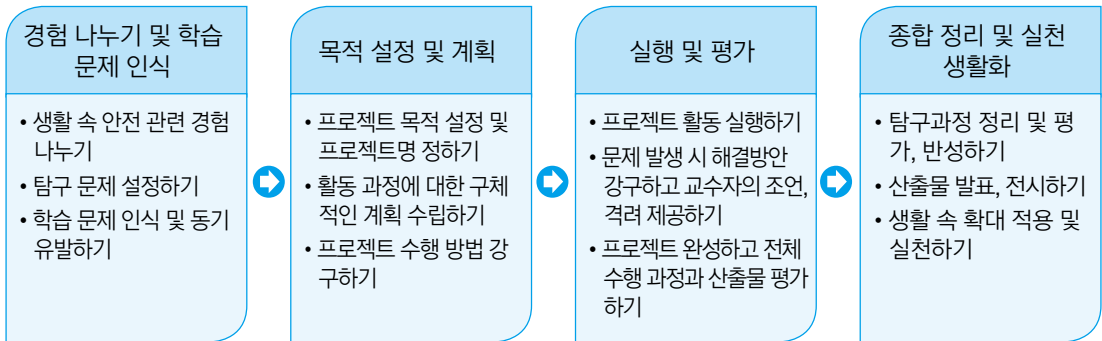 경험 나누기 및 학습
문제 인식
• 생활 속 안전 관련 경험
나누기
• 탐구 문제 설정하기
• 학습 문제 인식 및 동기
유발하기
목적 설정 및 계획
• 프로젝트 목적 설정 및
프로젝트명 정하기
• 활동 과정에 대한 구체
적인 계획 수립하기
• 프로젝트 수행 방법 강
구하기
실행 및 평가
• 프로젝트 활동 실행하기
• 문제 발생 시 해결방안
강구하고 교수자의 조언,
격려 제공하기
• 프로젝트 완성하고 전체
수행 과정과 산출물 평가
하기
종합 정리 및 실천
생활화
• 탐구과정 정리 및 평
가, 반성하기
• 산출물 발표, 전시하기
• 생활 속 확대 적용 및
실천하기